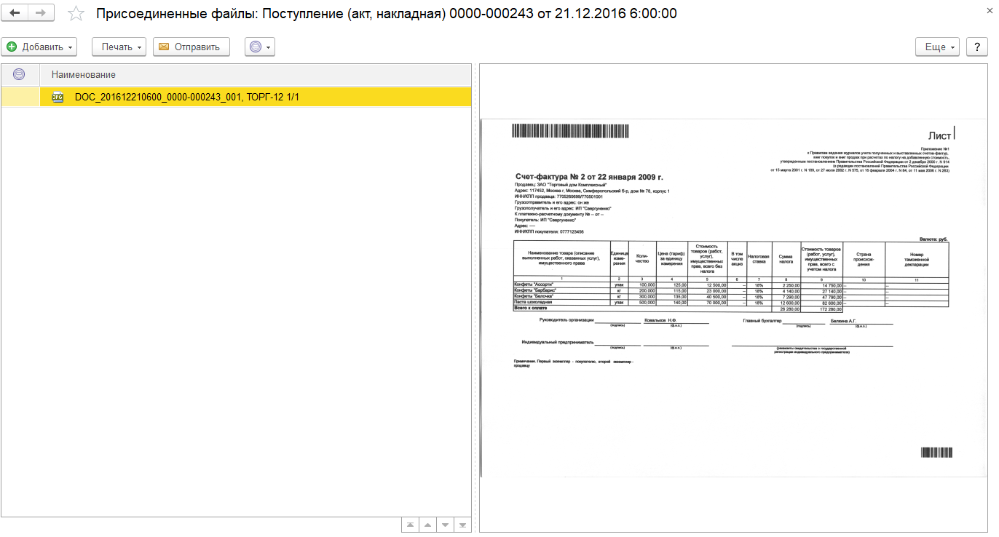 Присоединенные файлы: Поступление (акт, накладная) 0000-000243 от 21.12.2016 6:00:00
Добавить Печать Отправить Еще ?
Наименование
DOC_201612210600_0000-000243_001, ТОРГ-12 1/1
Лист
Приложение №1
к Правилам ведения журналов учета полученных и выставленных счетов-фактур,
книг покупок и книг продаж при расчетах по налогу на добавленную стоимость,
утвержденным постановлением Правительства Российской Федерации от 2 декабря 2000 г. N 914
(в редакции постановлений Правительства Российской Федерации
от 15 марта 2001 г. N 189, от 27 июля 2002 г. N 575, от 16 февраля 2004 г. N 84, от 11 мая 2006 г. N 283)
Счет-фактура № 2 от 22 января 2009 г.
Продавец: ЗАО "Торговый дом Комплексный"
Адрес: 117452, Москва г, Москва, Симферопольский б-р, дом № 78, корпус 1
ИНН/КПП продавца: 7705260699/770501001
Грузоотправитель и его адрес: он же
Грузополучатель и его адрес: ИП "Свергуненко"
К платежно-расчетному документу № -- от --
Покупатель: ИП "Свергуненко"
Адрес: ----
ИНН/КПП покупателя: 0777123456
Валюта: руб.
Наименование товара (описание выполненных работ, оказанных услуг), имущественного права Единица изме-рения Коли-чество Цена (тариф) за единицу измерения Стоимость товаров (работ, услуг), имущественных прав, всего без налога В том числе акциз Налоговая ставка Сумма налога Стоимость товаров (работ, услуг), имущественных прав, всего с учетом налога Страна происхож-дения Номер таможенной декларации
1 2 3 4 5 6 7 8 9 10 11
Конфеты "Ассорти" упак 100,000 125,00 12 500,00 -- 18% 2 250,00 14 750,00 -- --
Конфеты "Барбарис" кг 200,000 115,00 23 000,00 -- 18% 4 140,00 27 140,00 -- --
Конфеты "Белочка" кг 300,000 135,00 40 500,00 -- 18% 7 290,00 47 790,00 -- --
Паста шоколадная упак 500,000 140,00 70 000,00 -- 18% 12 600,00 82 600,00 -- --
Всего к оплате 26 280,00 172 280,00
Руководитель организации Ковальков Н.Ф. Главный бухгалтер Белкина А.Г.
(подпись) (ф.и.о.) (подпись) (ф.и.о.)
Индивидуальный предприниматель
(подпись) (ф.и.о.) (реквизиты свидетельства о государственной
регистрации индивидуального предпринимателя)
Примечание. Первый экземпляр - покупателю, второй экземпляр -
продавцу